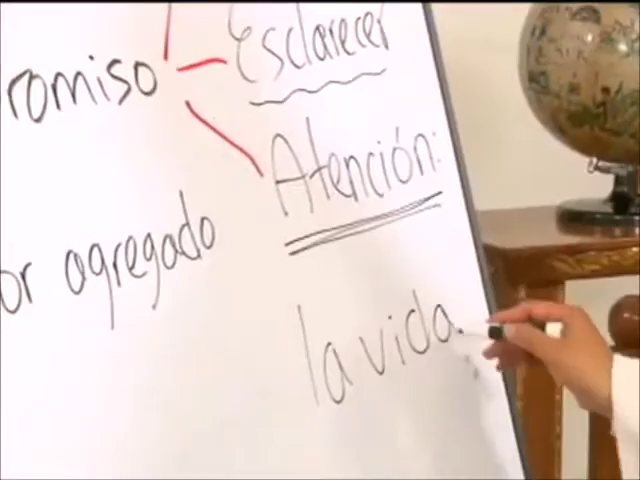 Esclarecer
romiso
Atención:
or agregado
la vida.